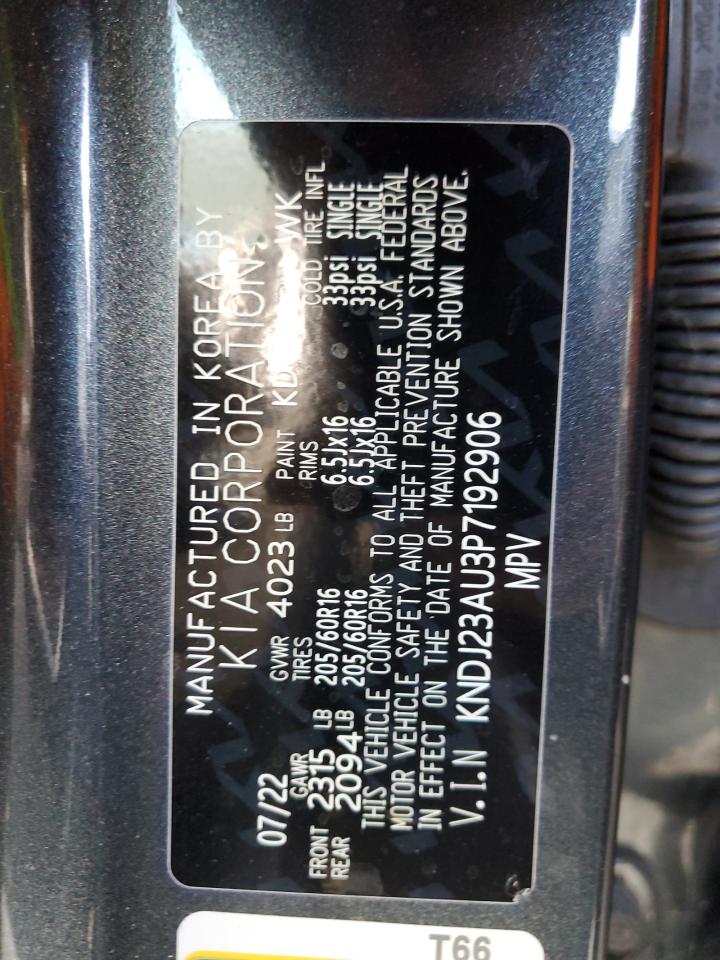 MANUFACTURED IN KOREA BY
KIA CORPORATION
07/22 GVWR 4023 LB PAINT WK
GAWR TIRES RIMS COLD TIRE INFL.
FRONT 2315 LB 205/60R16 6.5Jx16 33psi SINGLE
REAR 2094 LB 205/60R16 6.5Jx16 33psi SINGLE
THIS VEHICLE CONFORMS TO ALL APPLICABLE U.S.A. FEDERAL
MOTOR VEHICLE SAFETY AND THEFT PREVENTION STANDARDS
IN EFFECT ON THE DATE OF MANUFACTURE SHOWN ABOVE.
V.I.N KNDJ23AU3P7192906
MPV
T66